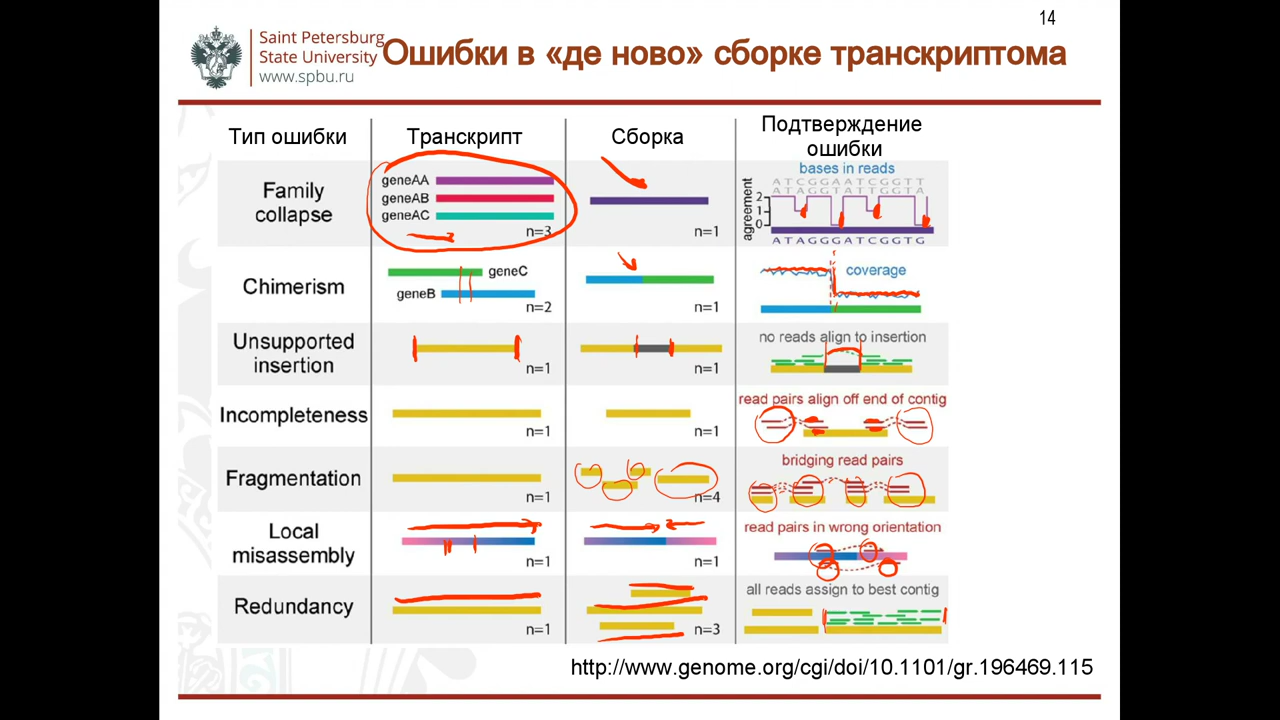 14
Saint Petersburg
State University
www.spbu.ru
Ошибки в «де ново» сборке транскриптома
Тип ошибки
Транскрипт
Сборка
Подтверждение
ошибки
Family
collapse
geneAA
geneAB
geneAC
n=3
n=1
bases in reads
ATCGGAATCGGTT
ATAGGTATTGGTA
agreement
2
1
0
ATAGGGATCGGTG
Chimerism
geneC
geneB
n=2
n=1
coverage
Unsupported
insertion
n=1
n=1
no reads align to insertion
Incompleteness
n=1
n=1
read pairs align off end of contig
Fragmentation
n=1
n=4
bridging read pairs
Local
misassembly
n=1
n=1
read pairs in wrong orientation
Redundancy
n=1
n=3
all reads assign to best contig
http://www.genome.org/cgi/doi/10.1101/gr.196469.115